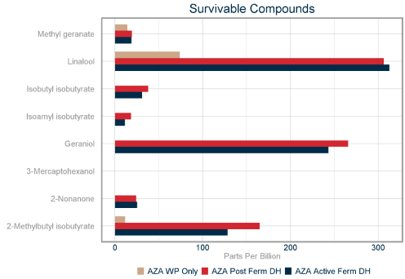 Survivable Compounds
Methyl geranate
Linalool
Isobutyl isobutyrate
Isoamyl isobutyrate
Geraniol
3-Mercaptohexanol
2-Nonanone
2-Methylbutyl isobutyrate
0 100 200 300
Parts Per Billion
AZA WP Only AZA Post Ferm DH AZA Active Ferm DH